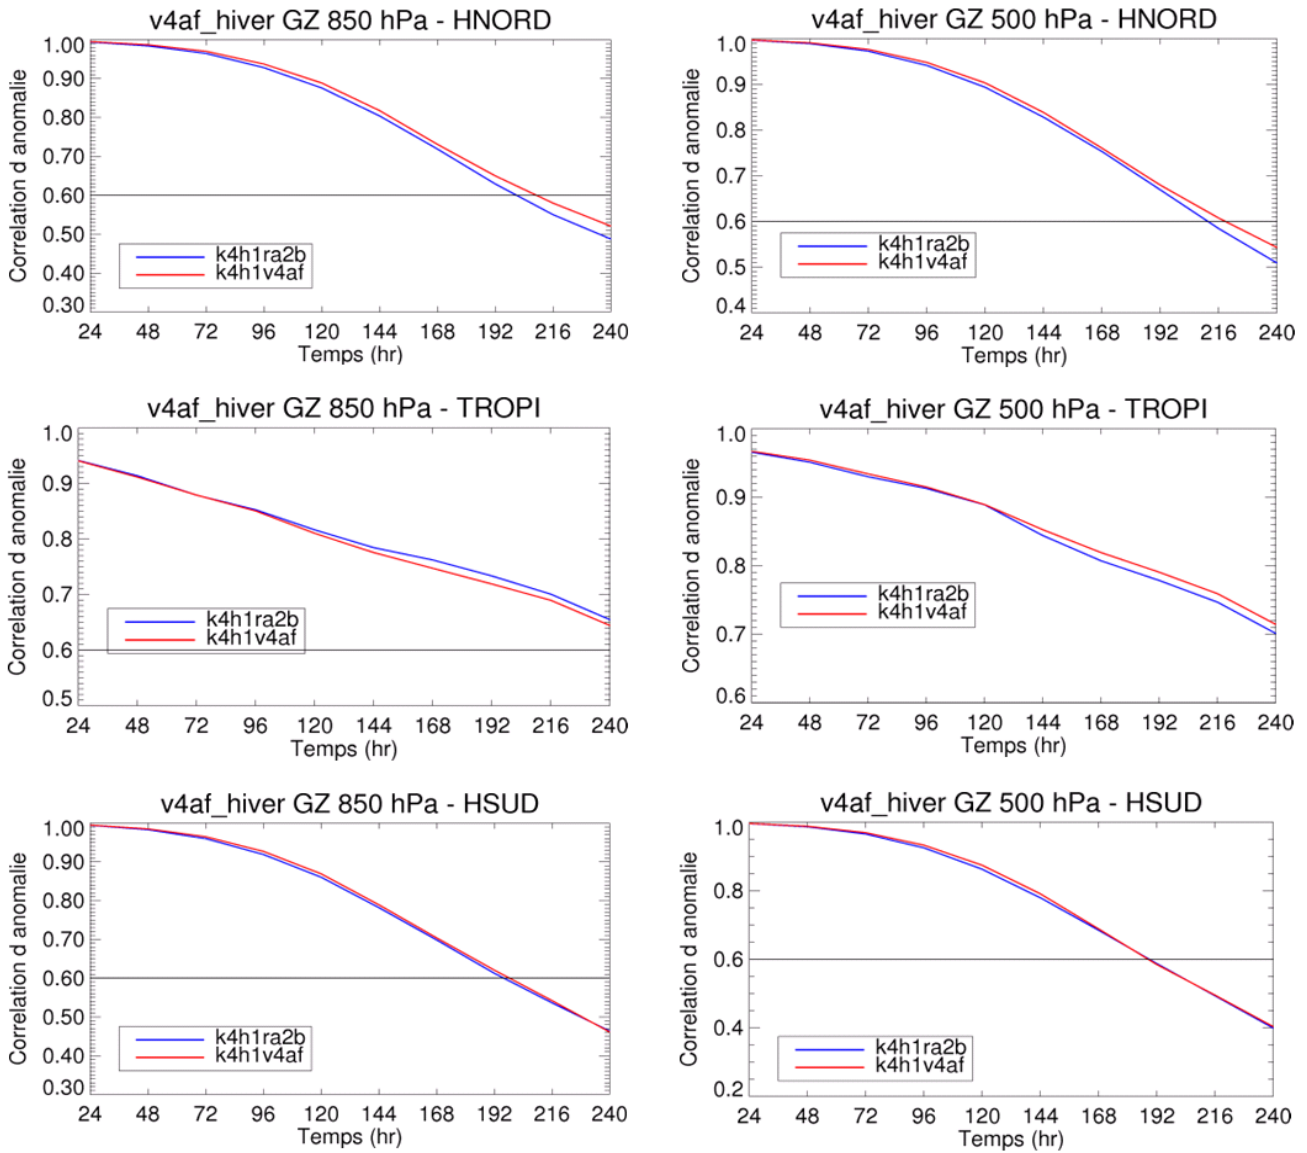 v4af_hiver GZ 850 hPa - HNORD
Correlation d anomalie
1.00
0.90
0.80
0.70
0.60
0.50
0.40
0.30
k4h1ra2b
k4h1v4af
24 48 72 96 120 144 168 192 216 240
Temps (hr)
v4af_hiver GZ 500 hPa - HNORD
Correlation d anomalie
1.0
0.9
0.8
0.7
0.6
0.5
0.4
k4h1ra2b
k4h1v4af
24 48 72 96 120 144 168 192 216 240
Temps (hr)
v4af_hiver GZ 850 hPa - TROPI
Correlation d anomalie
1.0
0.9
0.8
0.7
0.6
0.5
k4h1ra2b
k4h1v4af
24 48 72 96 120 144 168 192 216 240
Temps (hr)
v4af_hiver GZ 500 hPa - TROPI
Correlation d anomalie
1.0
0.9
0.8
0.7
0.6
k4h1ra2b
k4h1v4af
24 48 72 96 120 144 168 192 216 240
Temps (hr)
v4af_hiver GZ 850 hPa - HSUD
Correlation d anomalie
1.00
0.90
0.80
0.70
0.60
0.50
0.40
0.30
k4h1ra2b
k4h1v4af
24 48 72 96 120 144 168 192 216 240
Temps (hr)
v4af_hiver GZ 500 hPa - HSUD
Correlation d anomalie
1.0
0.8
0.6
0.4
0.2
k4h1ra2b
k4h1v4af
24 48 72 96 120 144 168 192 216 240
Temps (hr)